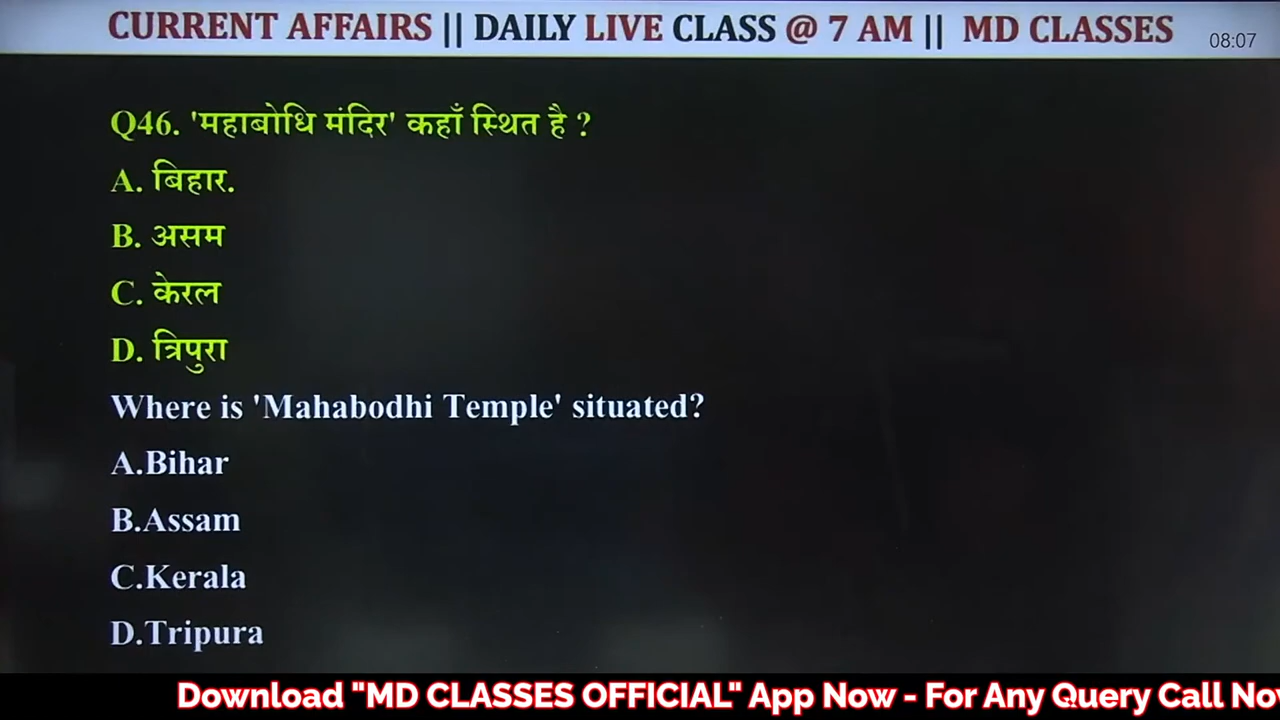 CURRENT AFFAIRS || DAILY LIVE CLASS @ 7 AM || MD CLASSES
08:07
Q46. 'महाबोधि मंदिर' कहाँ स्थित है ?
A. बिहार.
B. असम
C. केरल
D. त्रिपुरा
Where is 'Mahabodhi Temple' situated?
A.Bihar
B.Assam
C.Kerala
D.Tripura
Download "MD CLASSES OFFICIAL" App Now - For Any Query Call